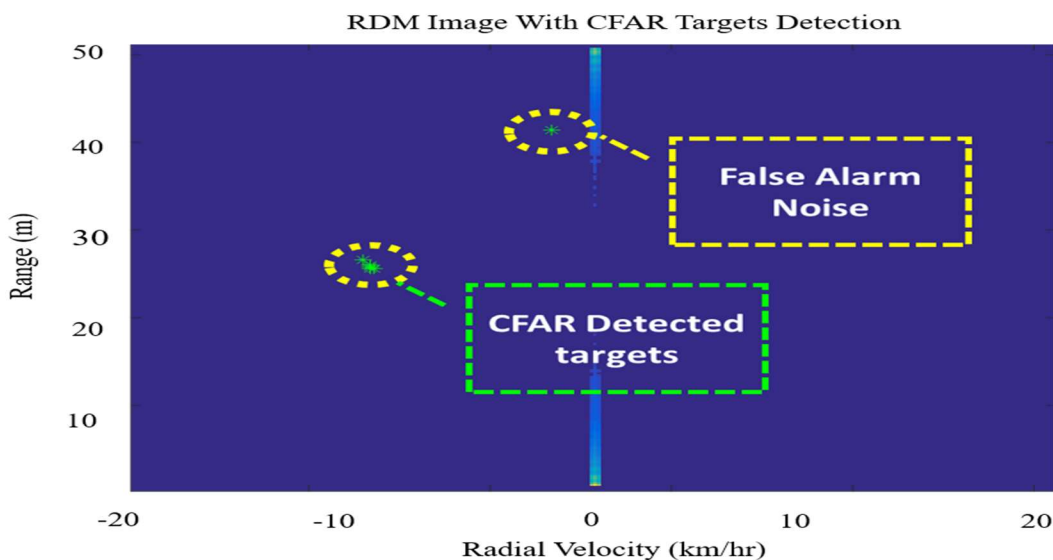 RDM Image With CFAR Targets Detection
50
40
30
20
10
Range (m)
False Alarm
Noise
CFAR Detected
targets
-20
-10
0
10
20
Radial Velocity (km/hr)